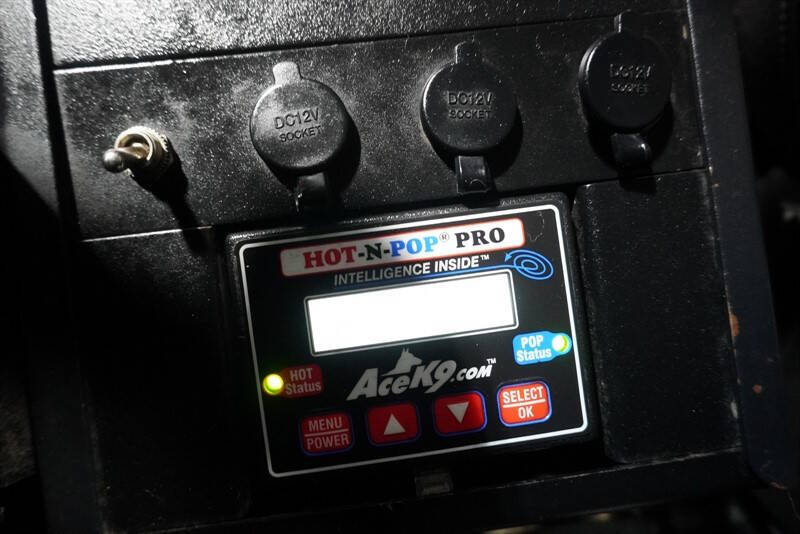 DC12V
SOCKET
DC12V
SOCKET
DC12V
SOCKET
HOT-N-POP® PRO
INTELLIGENCE INSIDE™
POP
Status
HOT
Status
ACEK9.COM™
MENU
POWER
SELECT
OK